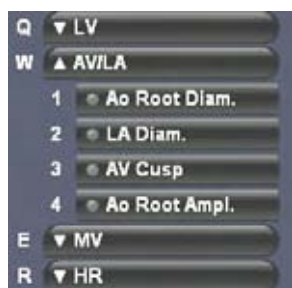 Q ▼ LV
W ▲ AV/LA
1 Ao Root Diam.
2 LA Diam.
3 AV Cusp
4 Ao Root Ampl.
E ▼ MV
R ▼ HR